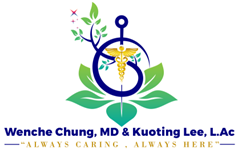 Wenche Chung, MD & Kuoting Lee, L.Ac
“ALWAYS CARING , ALWAYS HERE”